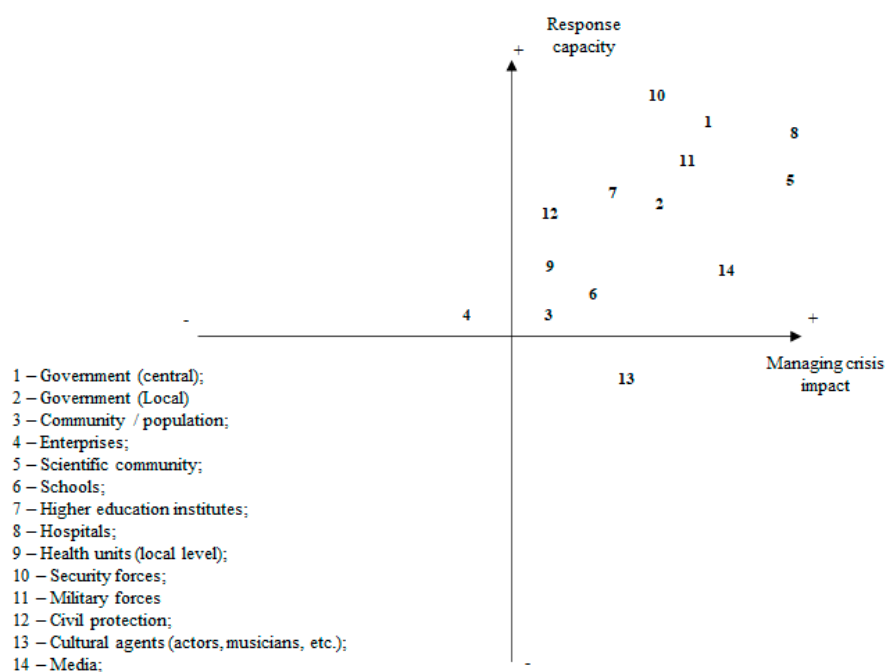 Response
capacity
+
10
1
8
11
5
7
2
12
9
14
6
4
3
-
+
Managing crisis
impact
13
1 – Government (central);
2 – Government (Local)
3 – Community / population;
4 – Enterprises;
5 – Scientific community;
6 – Schools;
7 – Higher education institutes;
8 – Hospitals;
9 – Health units (local level);
10 – Security forces;
11 – Military forces
12 – Civil protection;
13 – Cultural agents (actors, musicians, etc.);
14 – Media;
-